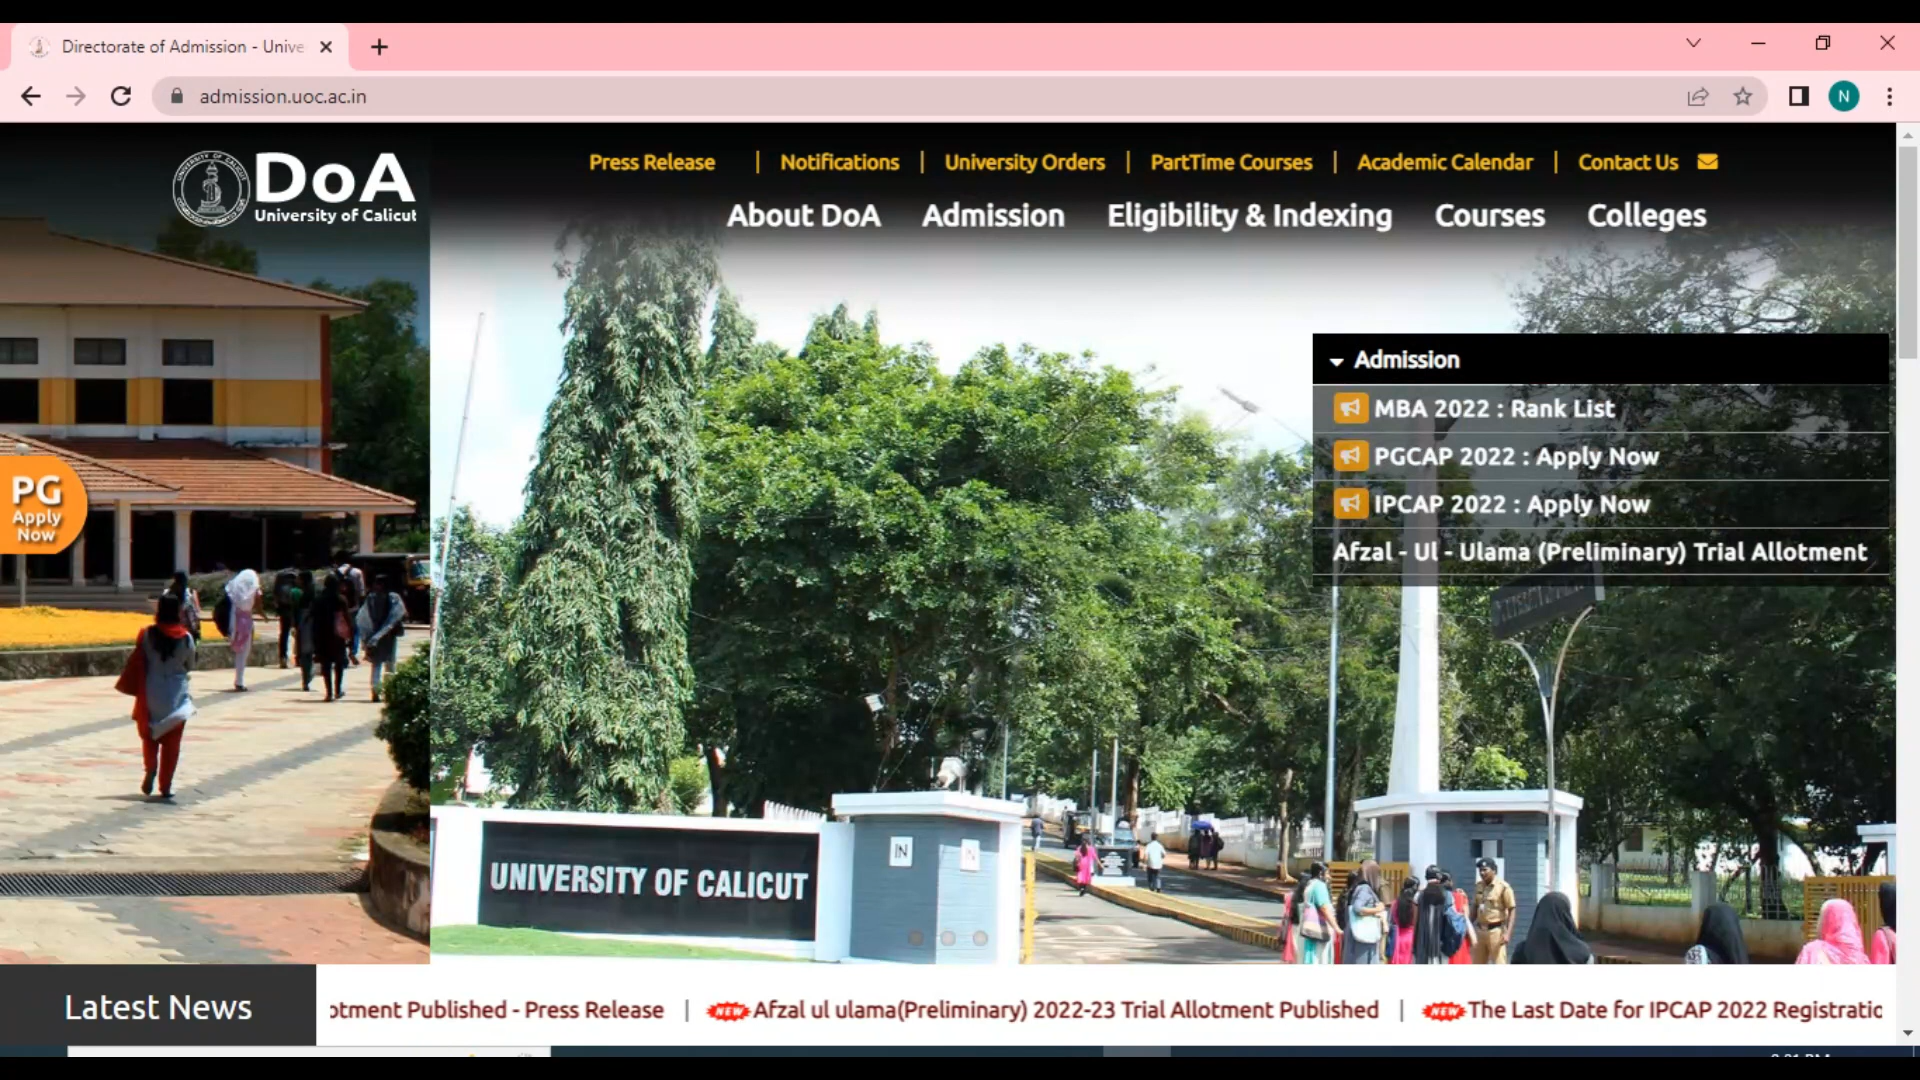 Directorate of Admission - Unive
admission.uoc.ac.in
N
DoA
University of Calicut
Press Release | Notifications | University Orders | PartTime Courses | Academic Calendar | Contact Us
About DoA Admission Eligibility & Indexing Courses Colleges
Admission
MBA 2022 : Rank List
PGCAP 2022 : Apply Now
IPCAP 2022 : Apply Now
Afzal - Ul - Ulama (Preliminary) Trial Allotment
PG
Apply
Now
IN
UNIVERSITY OF CALICUT
Latest News
otment Published - Press Release | NEW Afzal ul ulama(Preliminary) 2022-23 Trial Allotment Published | NEW The Last Date for IPCAP 2022 Registratio